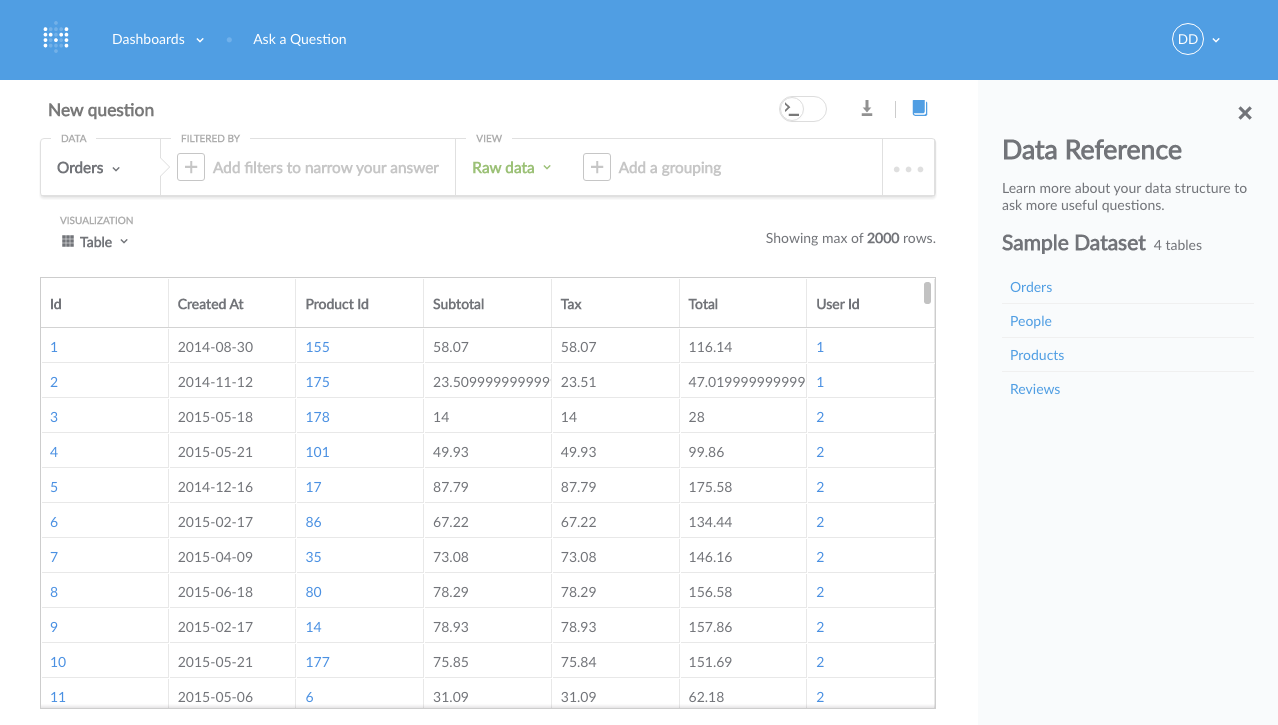 Dashboards Ask a Question DD
New question
DATA FILTERED BY VIEW
Orders Add filters to narrow your answer Raw data Add a grouping
VISUALIZATION
Table
Showing max of 2000 rows.
Id Created At Product Id Subtotal Tax Total User Id
1 2014-08-30 155 58.07 58.07 116.14 1
2 2014-11-12 175 23.509999999999 23.51 47.019999999999 1
3 2015-05-18 178 14 14 28 2
4 2015-05-21 101 49.93 49.93 99.86 2
5 2014-12-16 17 87.79 87.79 175.58 2
6 2015-02-17 86 67.22 67.22 134.44 2
7 2015-04-09 35 73.08 73.08 146.16 2
8 2015-06-18 80 78.29 78.29 156.58 2
9 2015-02-17 14 78.93 78.93 157.86 2
10 2015-05-21 177 75.85 75.84 151.69 2
11 2015-05-06 6 31.09 31.09 62.18 2
Data Reference
Learn more about your data structure to
ask more useful questions.
Sample Dataset 4 tables
Orders
People
Products
Reviews